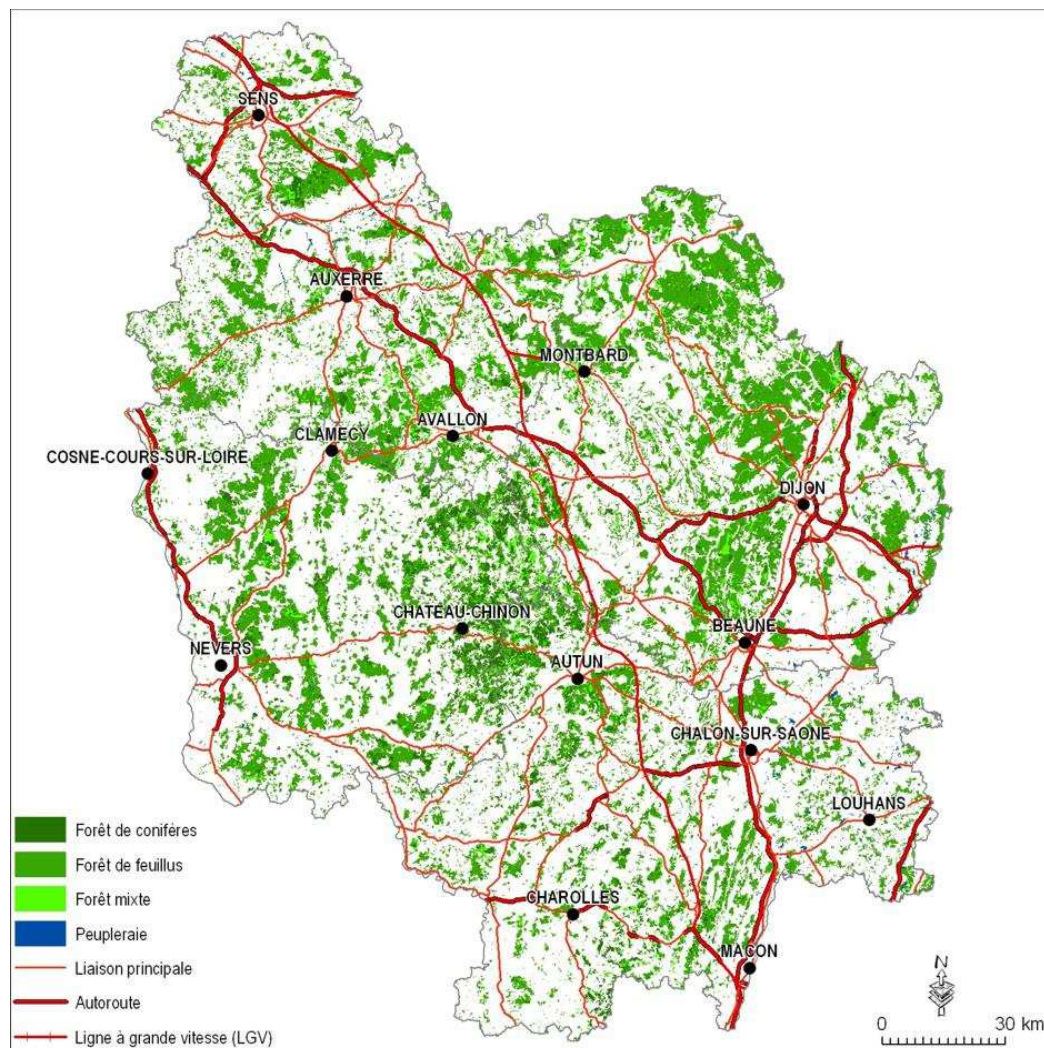 SENS
AUXERRE
MONTBARD
AVALLON
CLAMECY
COSNE-COURS-SUR-LOIRE
DIJON
CHATEAU-CHINON
BEAUNE
NEVERS
AUTUN
CHALON-SUR-SAONE
LOUHANS
CHAROLLES
MACON
Forêt de conifères
Forêt de feuillus
Forêt mixte
Peupleraie
Liaison principale
Autoroute
Ligne à grande vitesse (LGV)
N
0 30 km